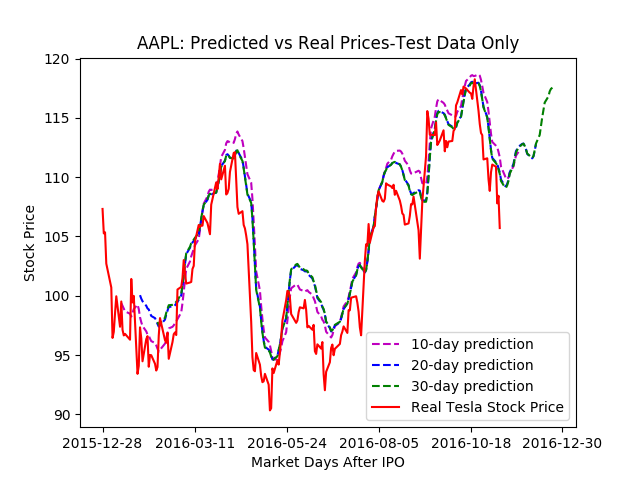 AAPL: Predicted vs Real Prices-Test Data Only
Stock Price
120
115
110
105
100
95
90
10-day prediction
20-day prediction
30-day prediction
Real Tesla Stock Price
2015-12-28 2016-03-11 2016-05-24 2016-08-05 2016-10-18 2016-12-30
Market Days After IPO